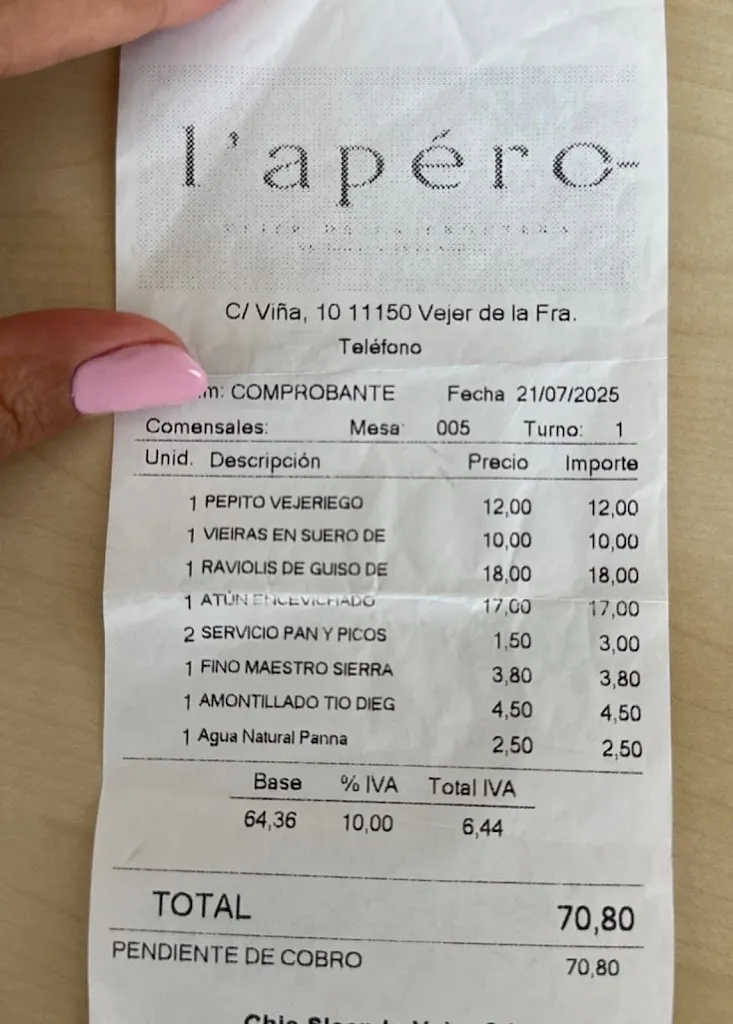 l'apéro
C/ Viña, 10 11150 Vejer de la Fra.
Teléfono
m: COMPROBANTE Fecha 21/07/2025
Comensales: Mesa: 005 Turno: 1
Unid. Descripción Precio Importe
1 PEPITO VEJERIEGO 12,00 12,00
1 VIEIRAS EN SUERO DE 10,00 10,00
1 RAVIOLIS DE GUISO DE 18,00 18,00
1 ATÚN ENCEVICHADO 17,00 17,00
2 SERVICIO PAN Y PICOS 1,50 3,00
1 FINO MAESTRO SIERRA 3,80 3,80
1 AMONTILLADO TIO DIEG 4,50 4,50
1 Agua Natural Panna 2,50 2,50
Base % IVA Total IVA
64,36 10,00 6,44
TOTAL 70,80
PENDIENTE DE COBRO 70,80